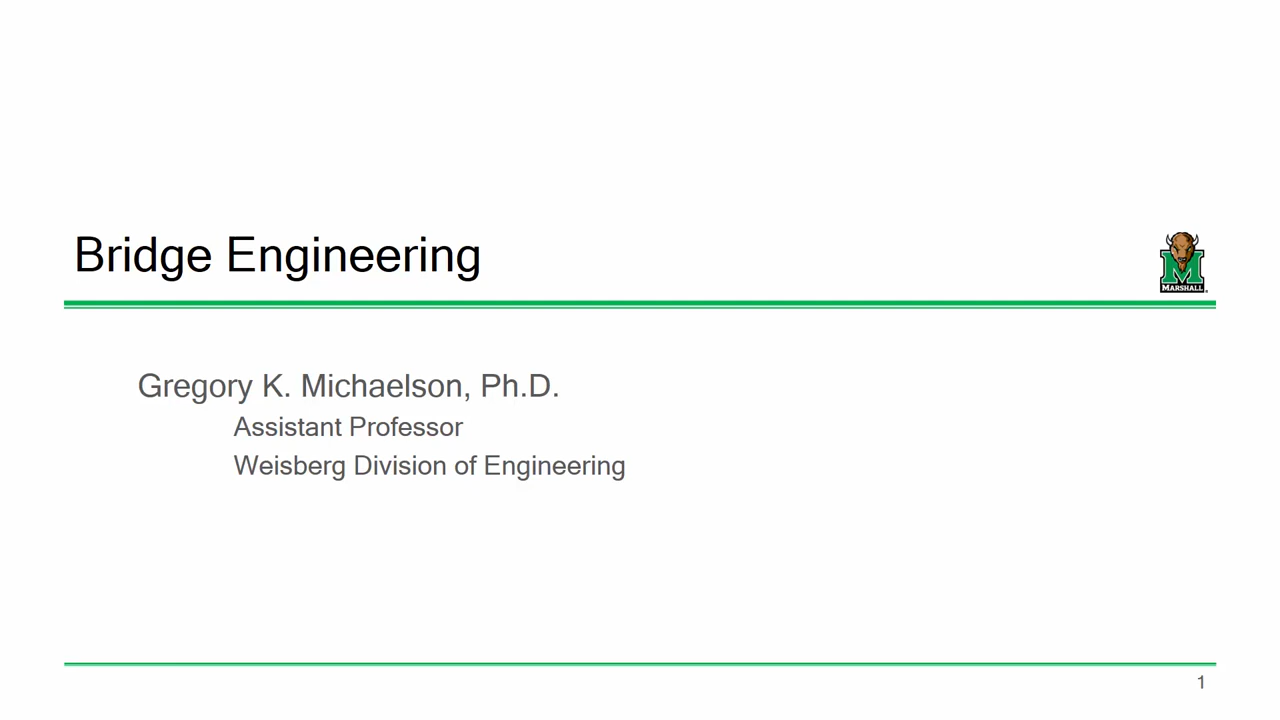 Bridge Engineering
MARSHALL
Gregory K. Michaelson, Ph.D.
Assistant Professor
Weisberg Division of Engineering
1